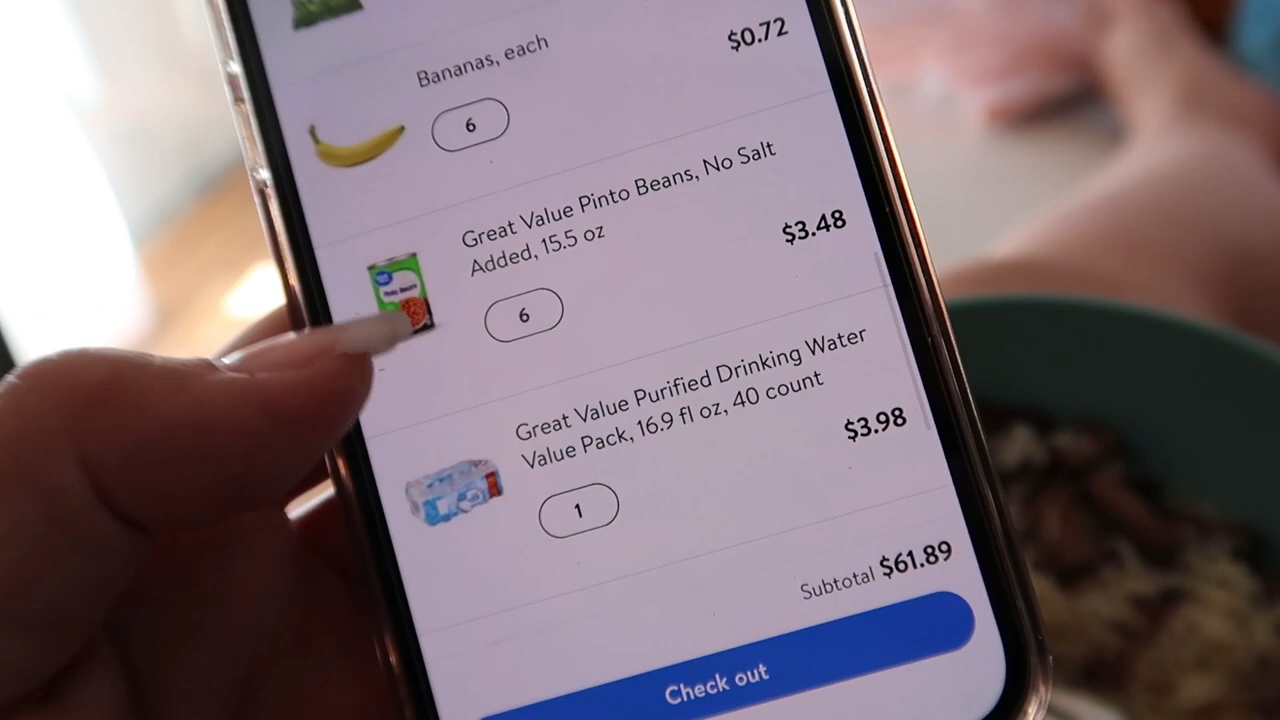 Bananas, each
$0.72
6
Great Value Pinto Beans, No Salt
Added, 15.5 oz
$3.48
Pinto Beans
6
Great Value Purified Drinking Water
Value Pack, 16.9 fl oz, 40 count
$3.98
1
Subtotal $61.89
Check out